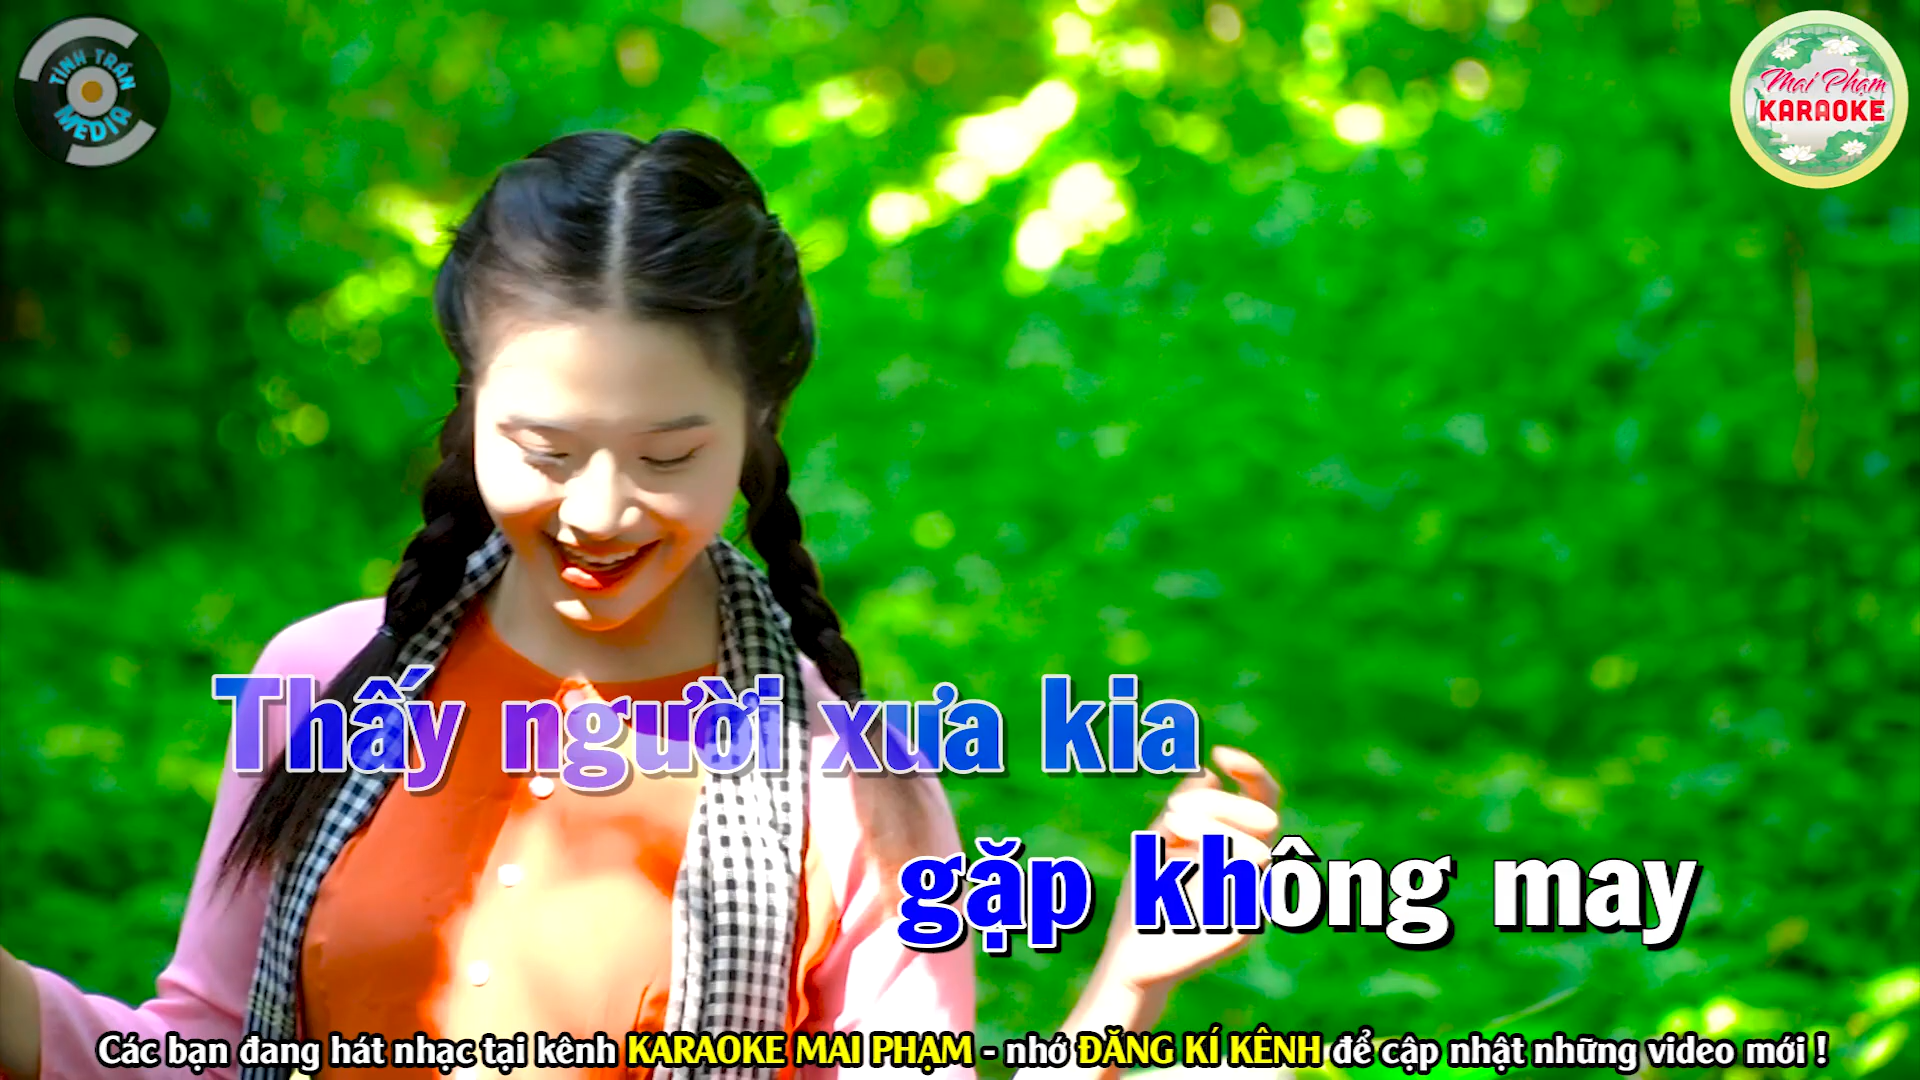 TÌNH TRẦN
MEDIA
Mai Phạm
KARAOKE
Thấy người xưa kia
gặp không may
Các bạn đang hát nhạc tại kênh KARAOKE MAI PHẠM - nhớ ĐĂNG KÍ KÊNH để cập nhật những video mới !